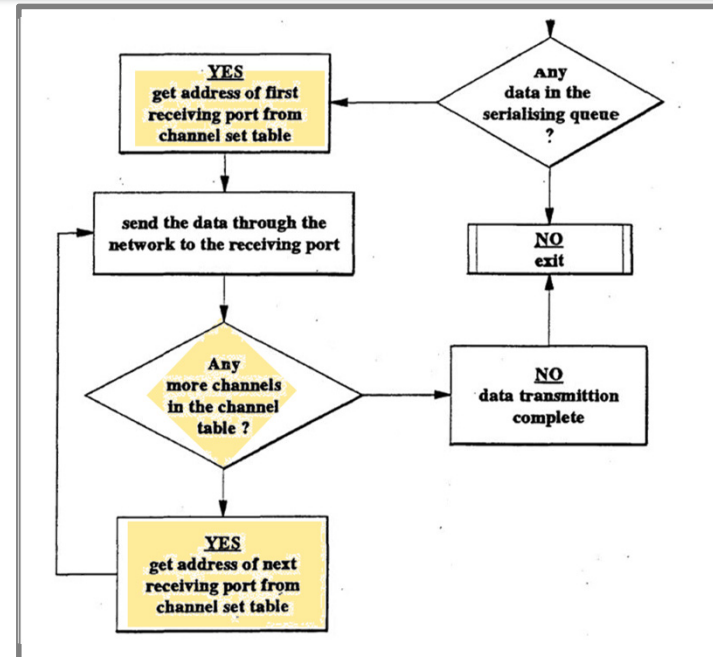 Any
data in the
serialising queue
?
YES
get address of first
receiving port from
channel set table
send the data through the
network to the receiving port
NO
exit
Any
more channels
in the channel
table ?
NO
data transmittion
complete
YES
get address of next
receiving port from
channel set table